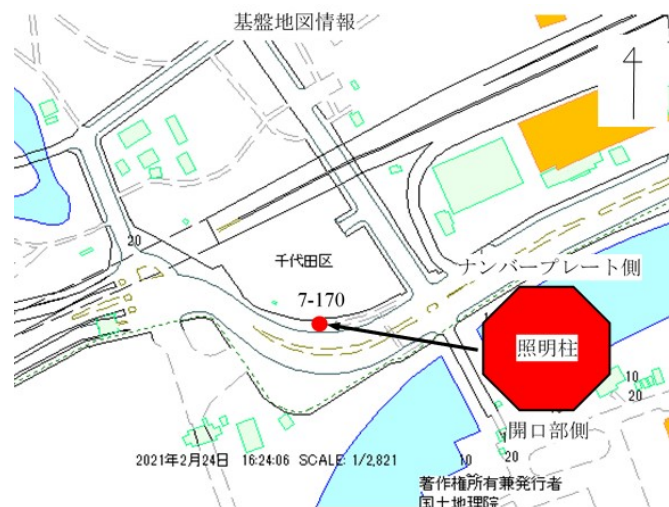 基盤地図情報
20
千代田区
ナンバープレート側
7-170
照明柱
10
20
開口部側
2021年2月24日 16:24:06 SCALE: 1/2,821
10
20
著作権所有兼発行者
国土地理院